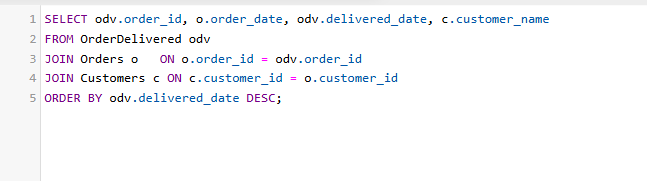 1 SELECT odv.order_id, o.order_date, odv.delivered_date, c.customer_name
2 FROM OrderDelivered odv
3 JOIN Orders o   ON o.order_id = odv.order_id
4 JOIN Customers c ON c.customer_id = o.customer_id
5 ORDER BY odv.delivered_date DESC;